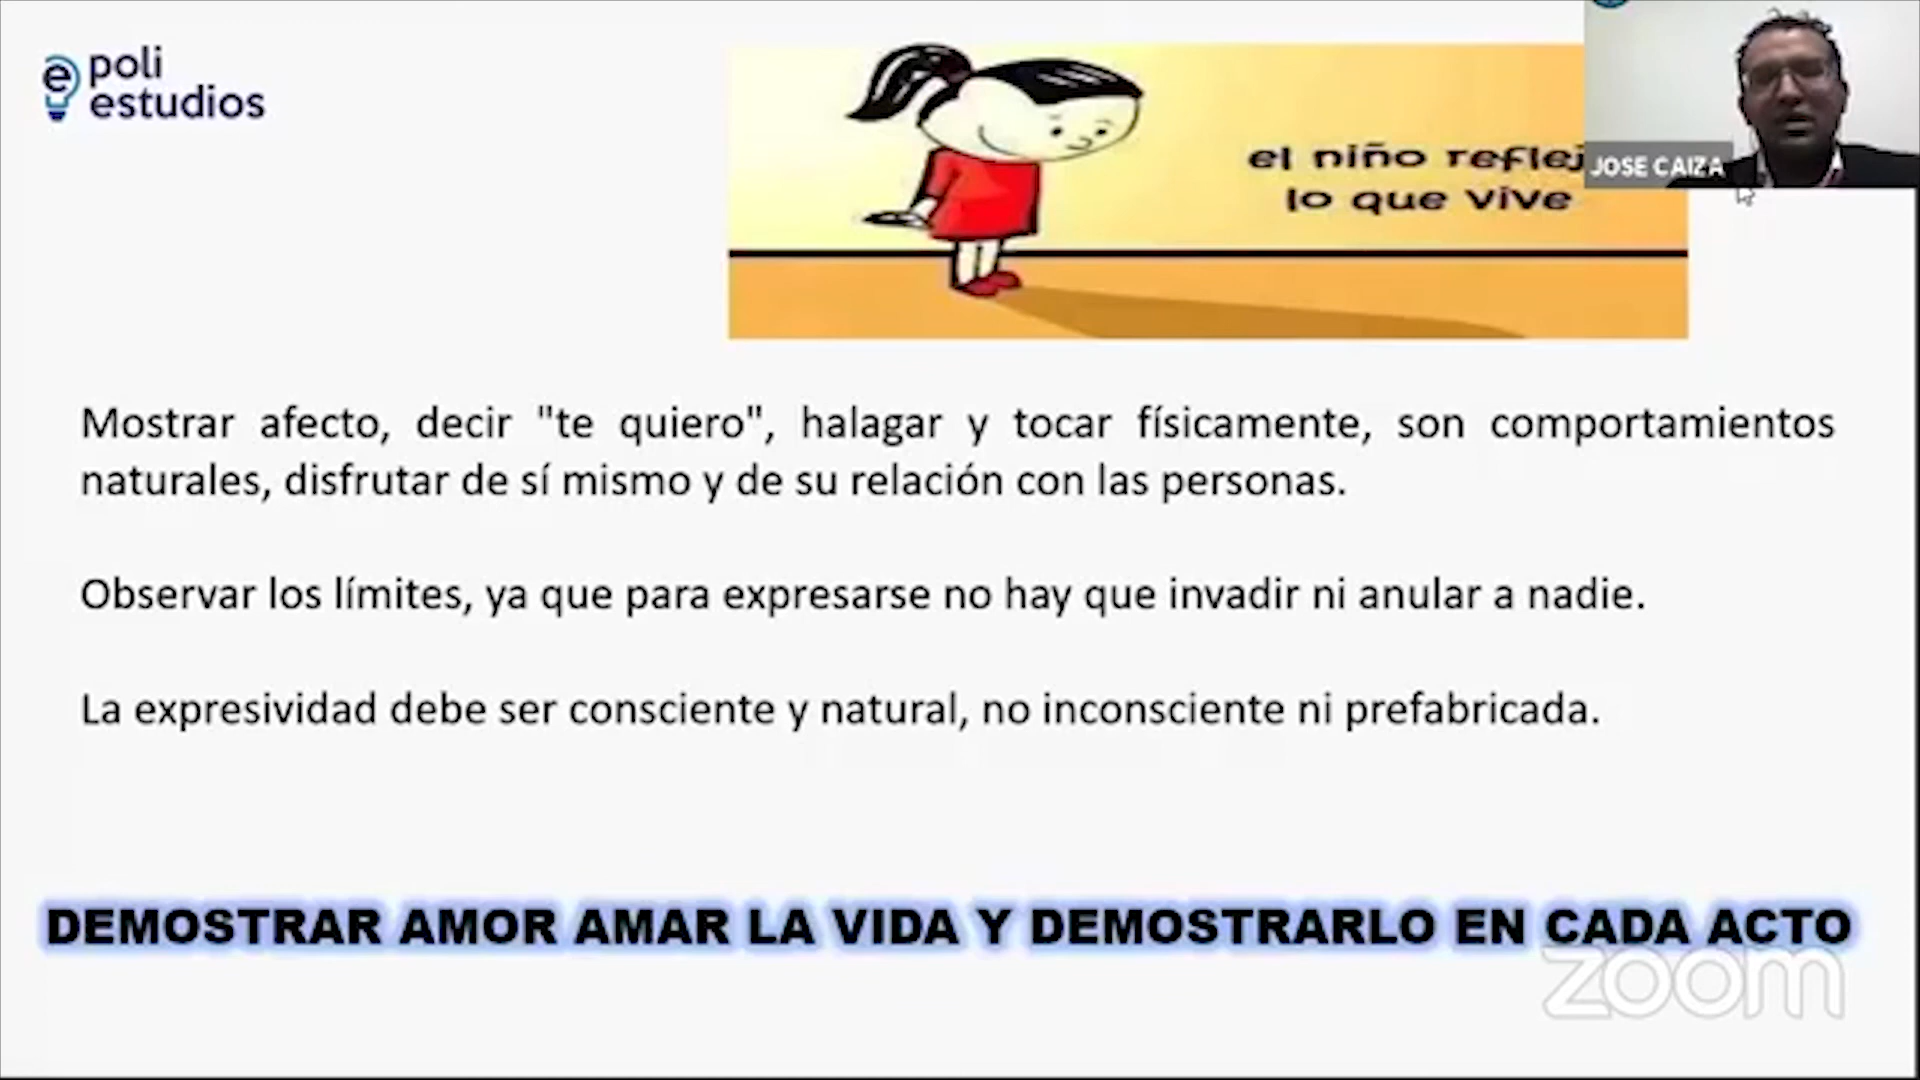 poli
estudios
el niño reflej
lo que vive
JOSE CAIZA
Mostrar afecto, decir "te quiero", halagar y tocar físicamente, son comportamientos
naturales, disfrutar de sí mismo y de su relación con las personas.
Observar los límites, ya que para expresarse no hay que invadir ni anular a nadie.
La expresividad debe ser consciente y natural, no inconsciente ni prefabricada.
DEMOSTRAR AMOR AMAR LA VIDA Y DEMOSTRARLO EN CADA ACTO
zoom